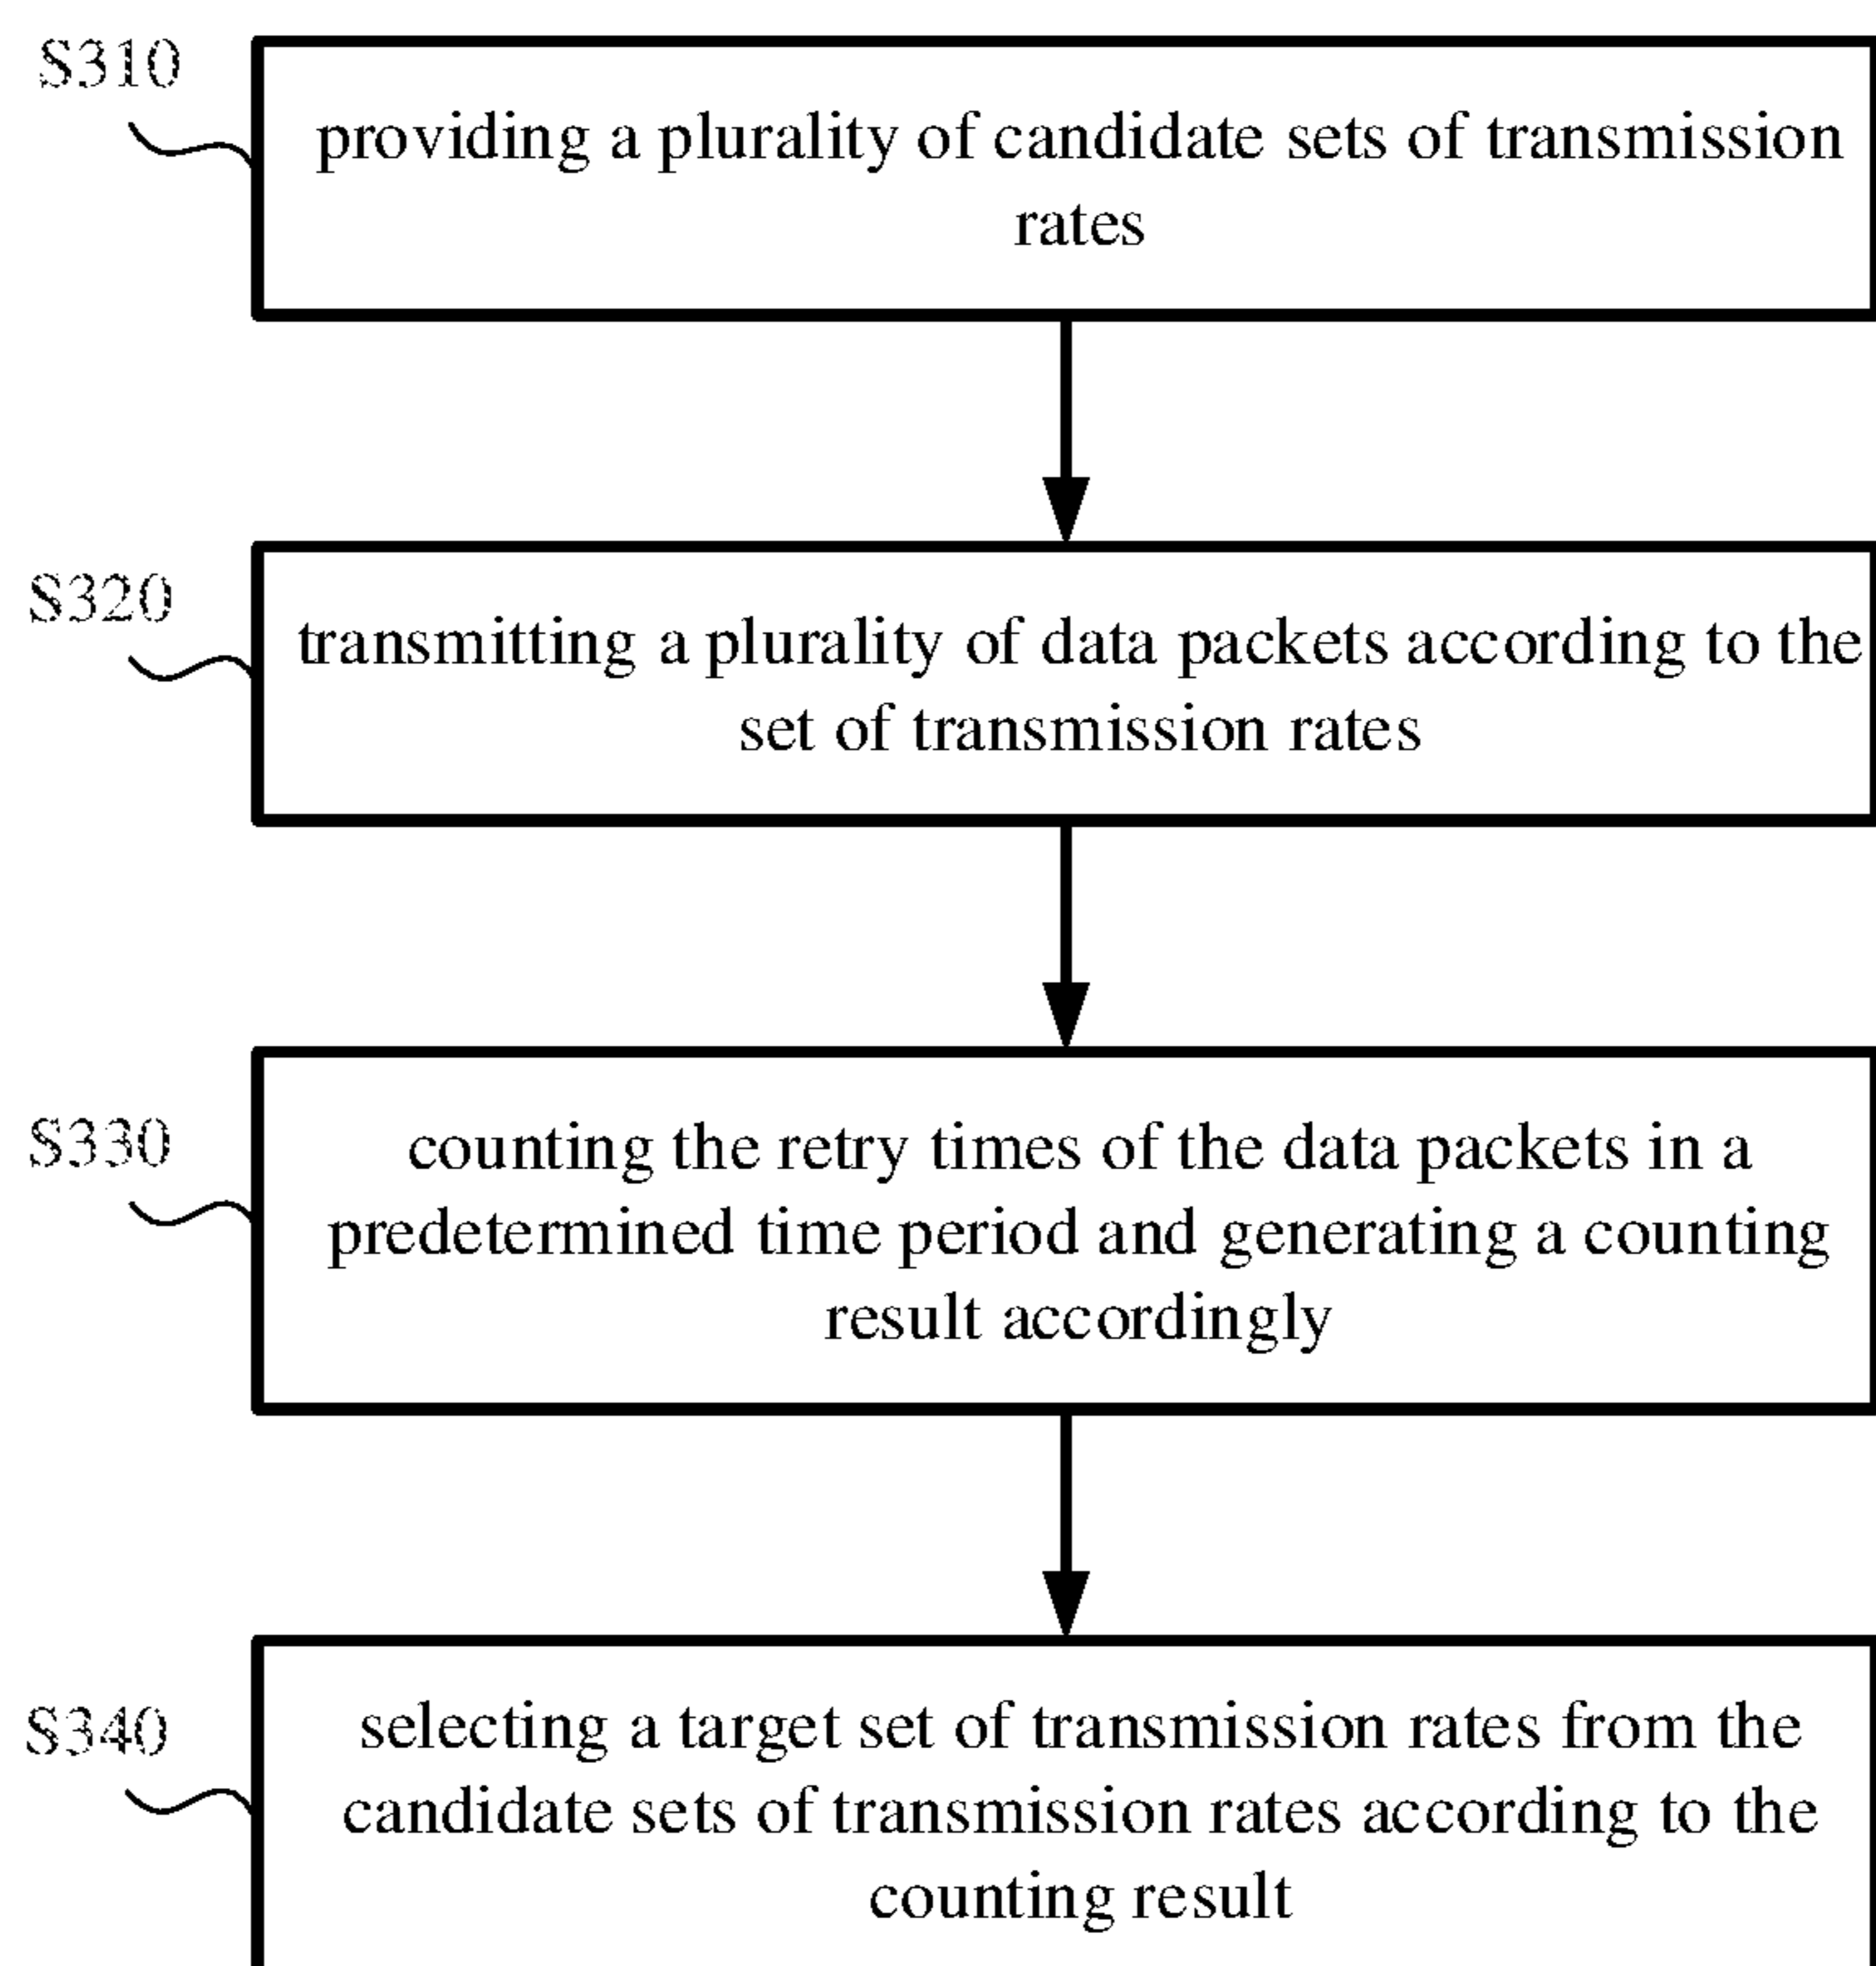 S310
providing a plurality of candidate sets of transmission
rates
S320
transmitting a plurality of data packets according to the
set of transmission rates
S330
counting the retry times of the data packets in a
predetermined time period and generating a counting
result accordingly
S340
selecting a target set of transmission rates from the
candidate sets of transmission rates according to the
counting result